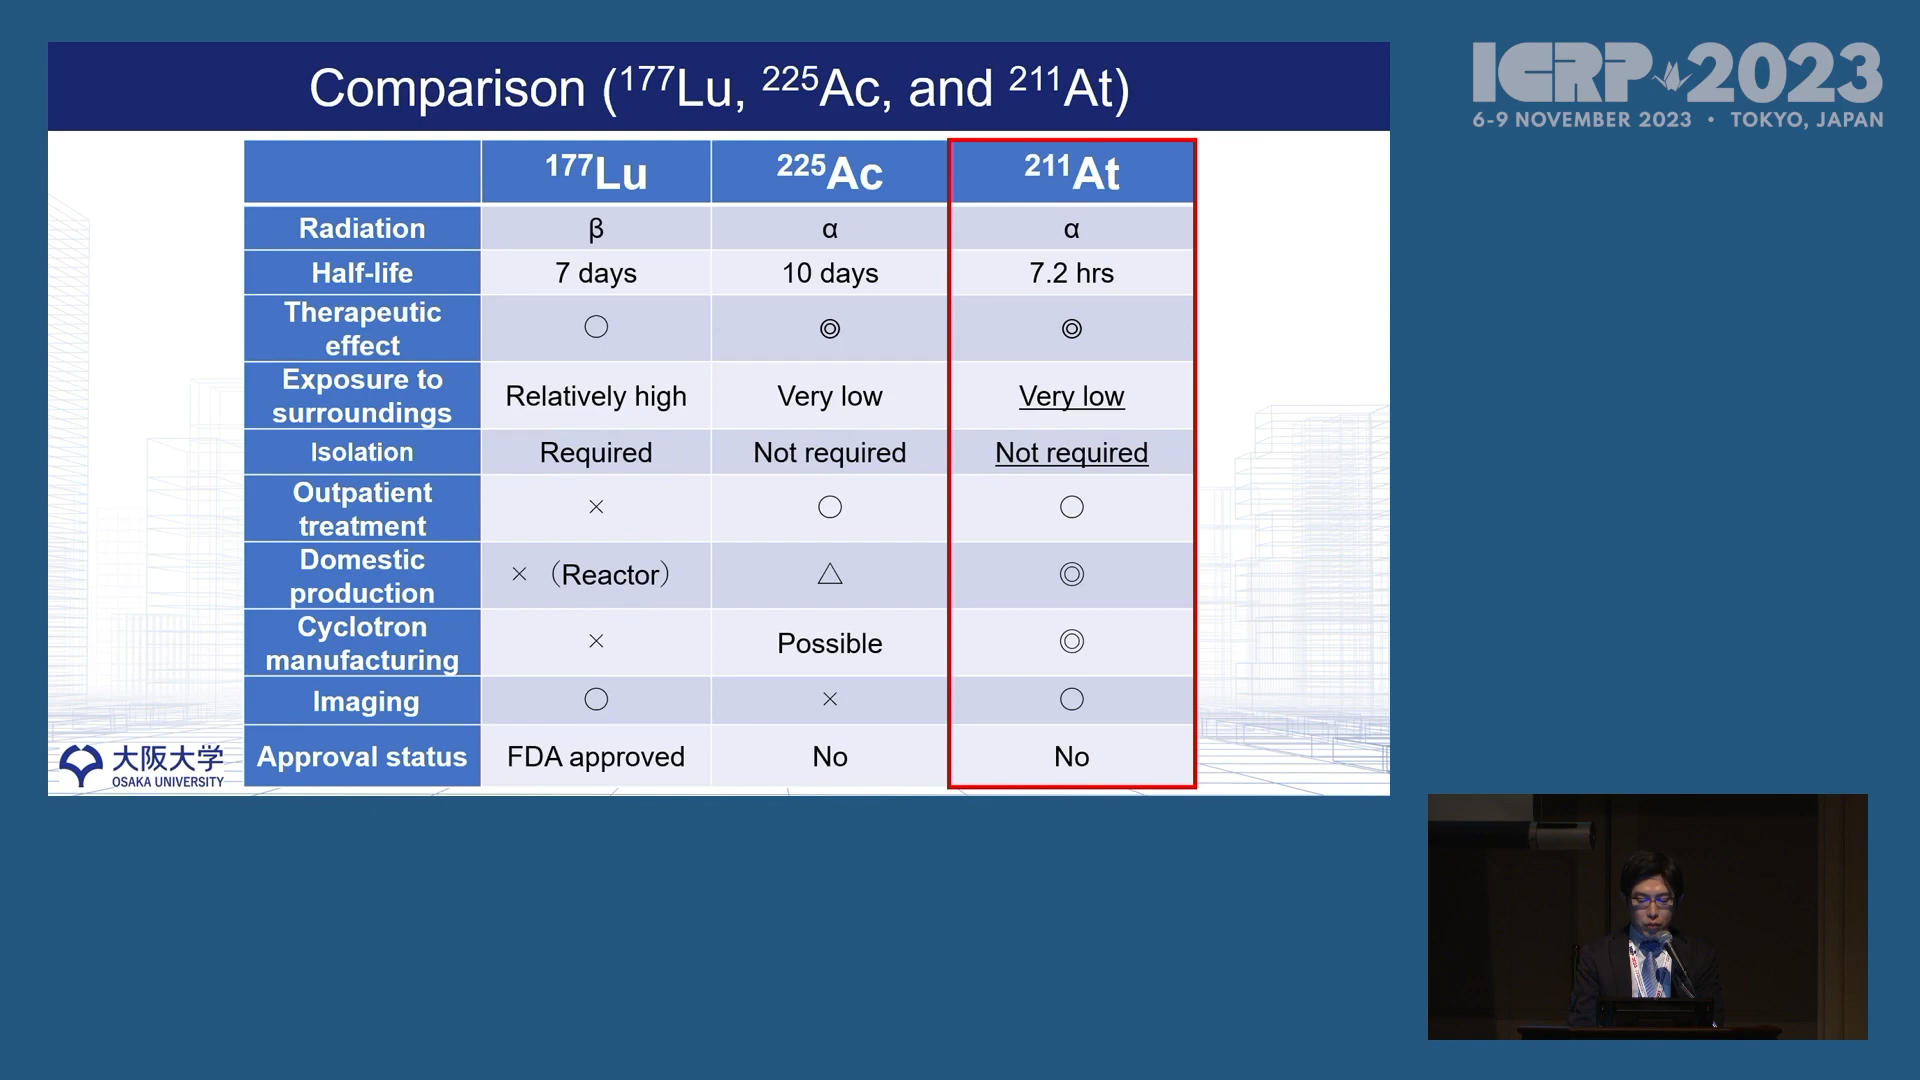 Comparison (¹⁷⁷Lu, ²²⁵Ac, and ²¹¹At)
ICRP 2023
6-9 NOVEMBER 2023 • TOKYO, JAPAN
¹⁷⁷Lu ²²⁵Ac ²¹¹At
Radiation β α α
Half-life 7 days 10 days 7.2 hrs
Therapeutic
effect ○ ◎ ◎
Exposure to
surroundings Relatively high Very low Very low
Isolation Required Not required Not required
Outpatient
treatment × ○ ○
Domestic
production ×（Reactor） △ ◎
Cyclotron
manufacturing × Possible ◎
Imaging ○ × ○
Approval status FDA approved No No
大阪大学
OSAKA UNIVERSITY